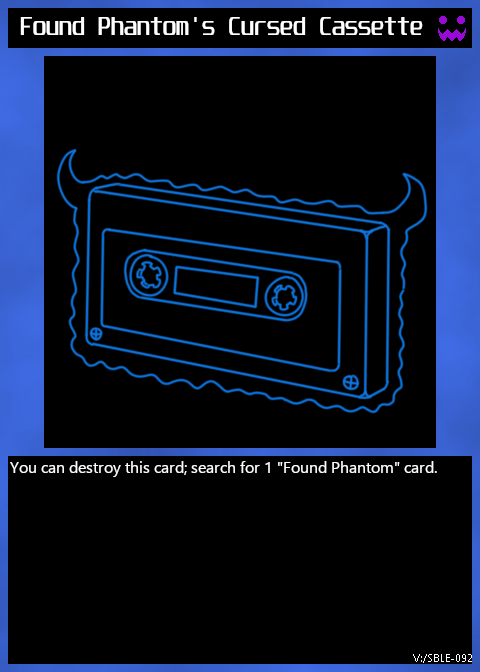 Found Phantom's Cursed Cassette
You can destroy this card; search for 1 "Found Phantom" card.
V:/SBLE-092